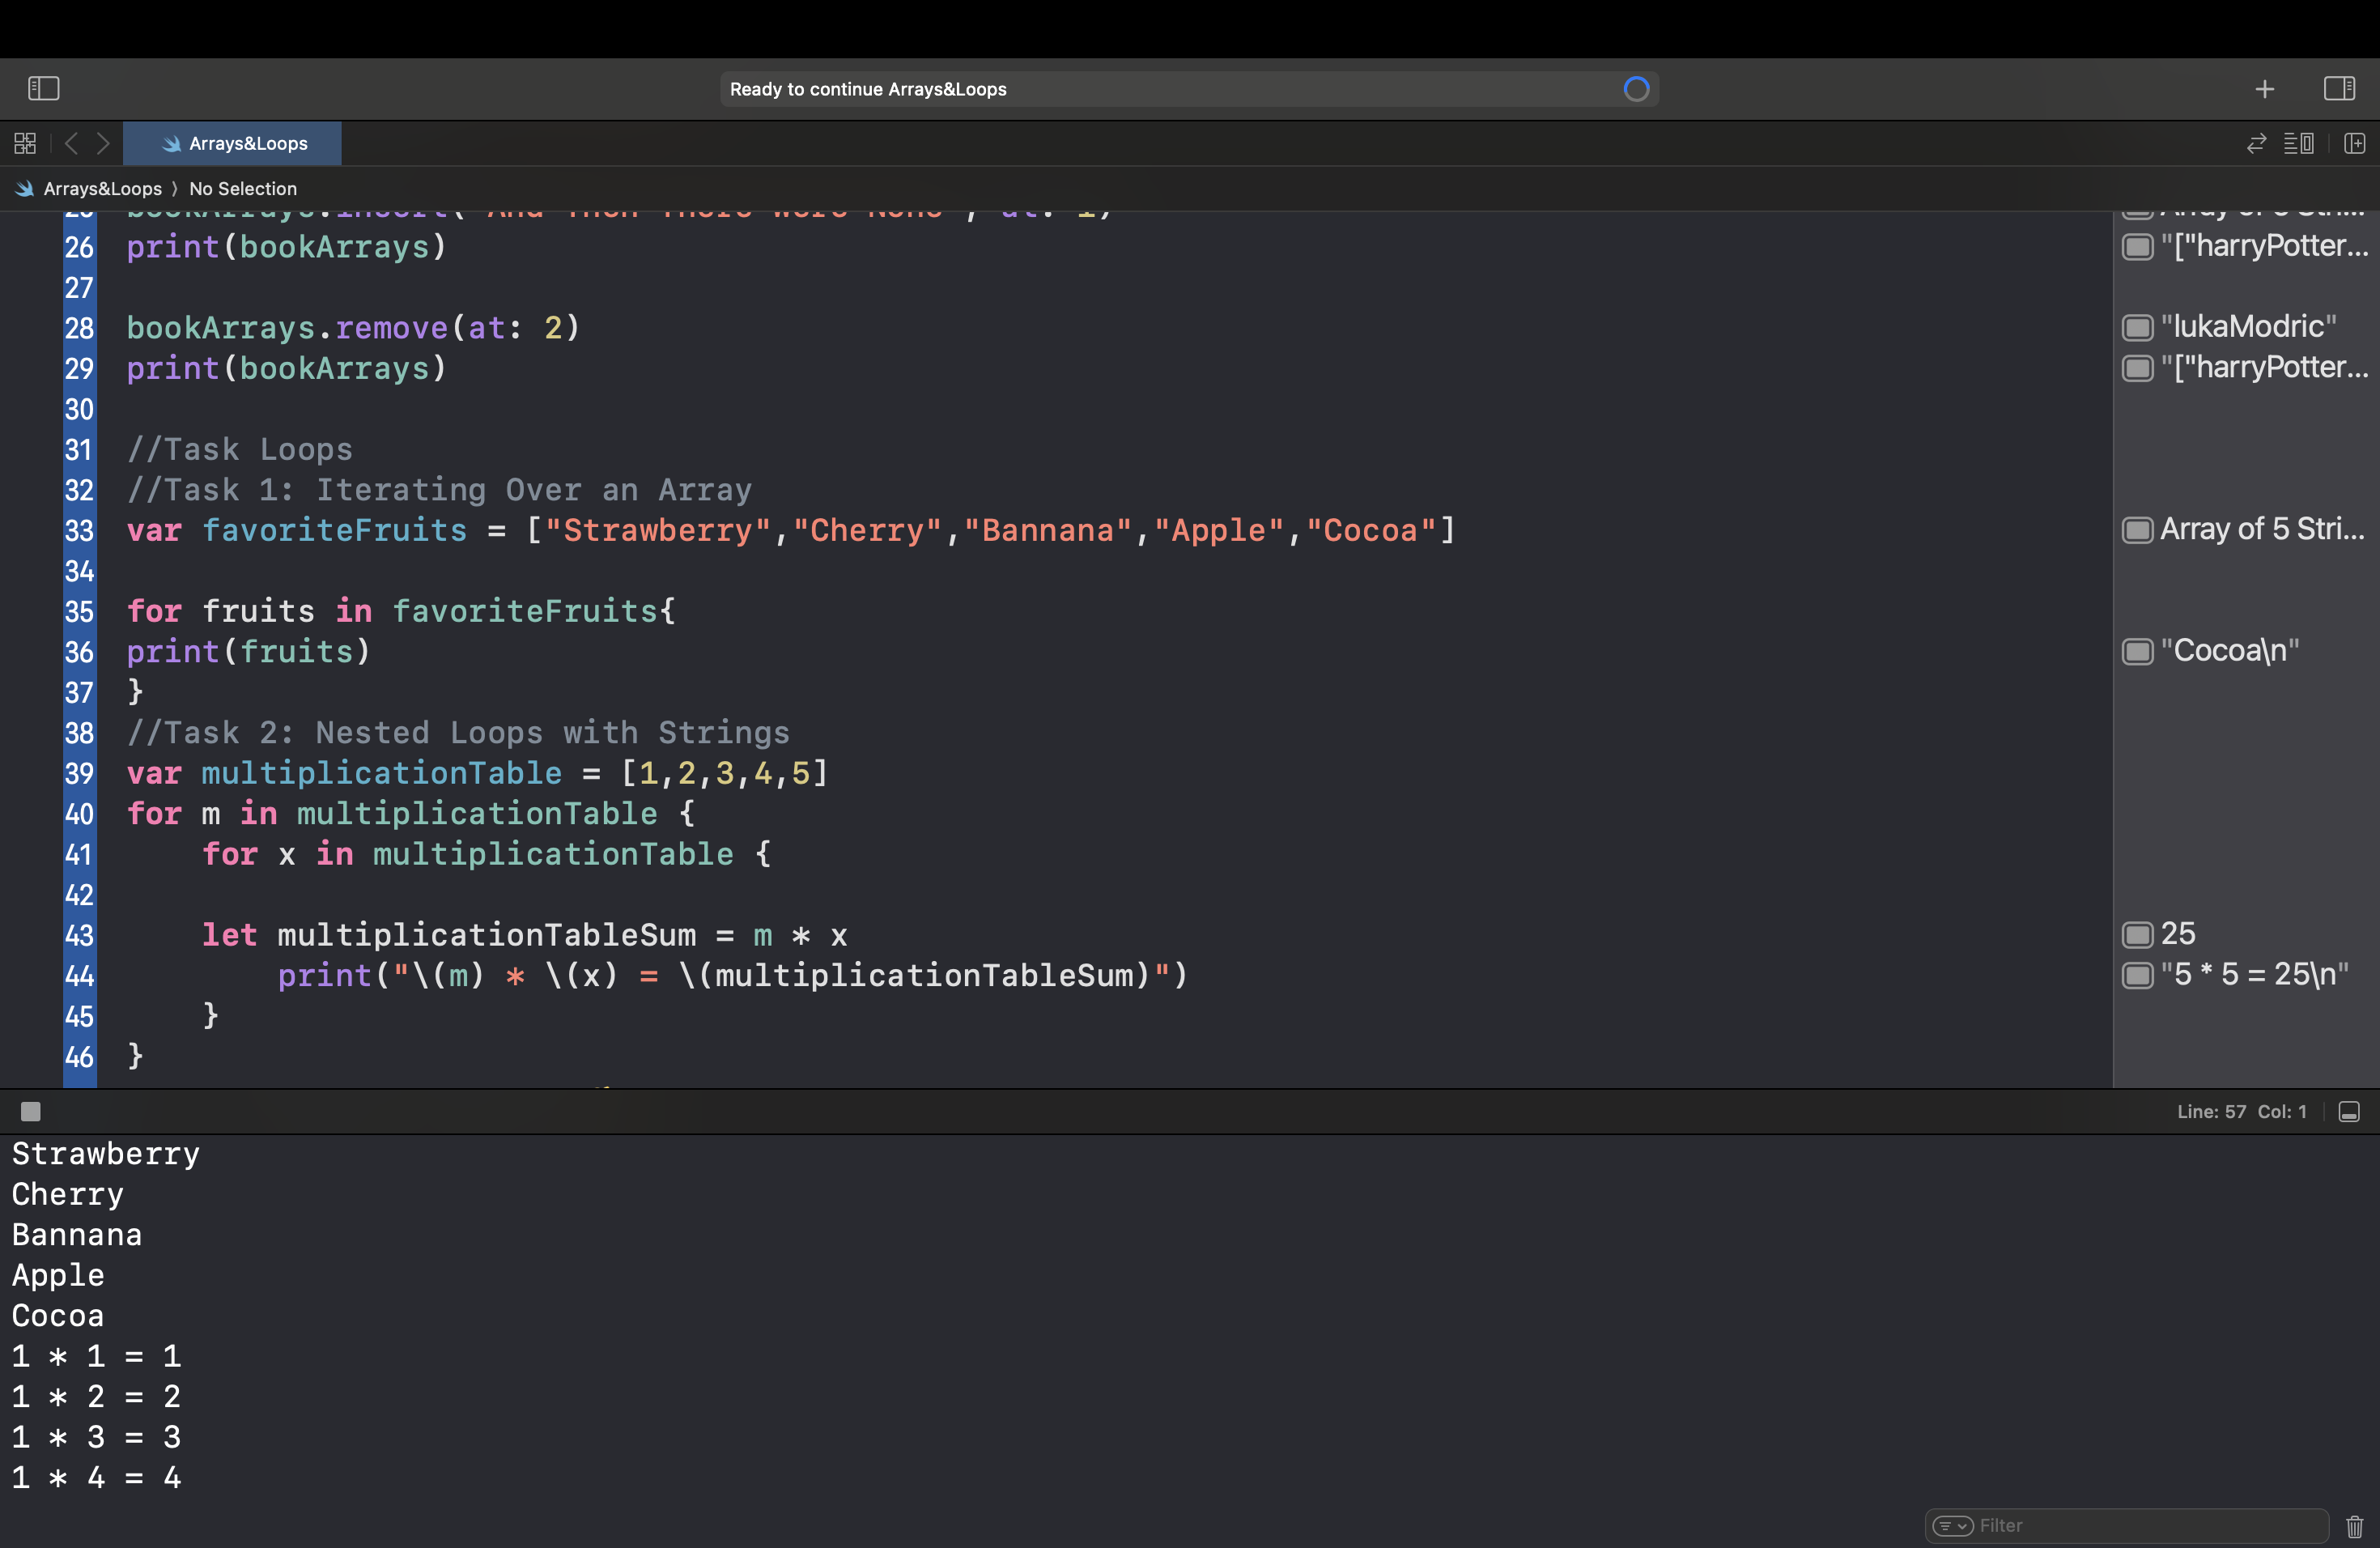 Ready to continue Arrays&Loops
Arrays&Loops
Arrays&Loops 〉 No Selection
26 print(bookArrays)
"["harryPotter...
27
28 bookArrays.remove(at: 2)
"lukaModric"
29 print(bookArrays)
"["harryPotter...
30
31 //Task Loops
32 //Task 1: Iterating Over an Array
33 var favoriteFruits = ["Strawberry","Cherry","Bannana","Apple","Cocoa"]
Array of 5 Stri...
34
35 for fruits in favoriteFruits{
36 print(fruits)
"Cocoa\n"
37 }
38 //Task 2: Nested Loops with Strings
39 var multiplicationTable = [1,2,3,4,5]
40 for m in multiplicationTable {
41 for x in multiplicationTable {
42
43 let multiplicationTableSum = m * x
25
44 print("\(m) * \(x) = \(multiplicationTableSum)")
"5 * 5 = 25\n"
45 }
46 }
Line: 57 Col: 1
Strawberry
Cherry
Bannana
Apple
Cocoa
1 * 1 = 1
1 * 2 = 2
1 * 3 = 3
1 * 4 = 4
Filter